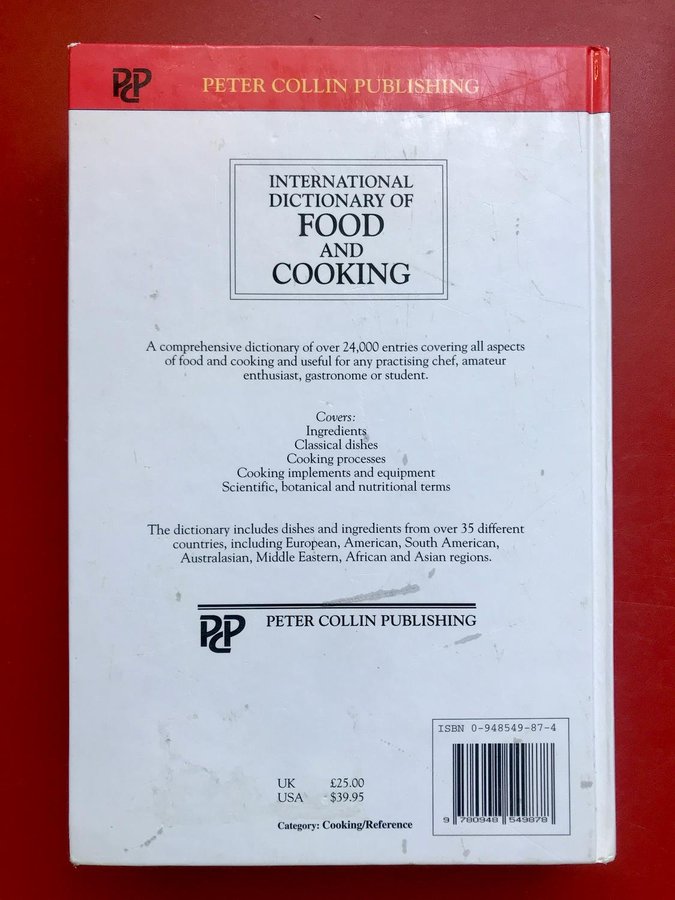 PCP PETER COLLIN PUBLISHING
INTERNATIONAL
DICTIONARY OF
FOOD
AND
COOKING
A comprehensive dictionary of over 24,000 entries covering all aspects
of food and cooking and useful for any practising chef, amateur
enthusiast, gastronome or student.
Covers:
Ingredients
Classical dishes
Cooking processes
Cooking implements and equipment
Scientific, botanical and nutritional terms
The dictionary includes dishes and ingredients from over 35 different
countries, including European, American, South American,
Australasian, Middle Eastern, African and Asian regions.
PCP PETER COLLIN PUBLISHING
ISBN 0-948549-87-4
9 780948 549878
UK £25.00
USA $39.95
Category: Cooking/Reference